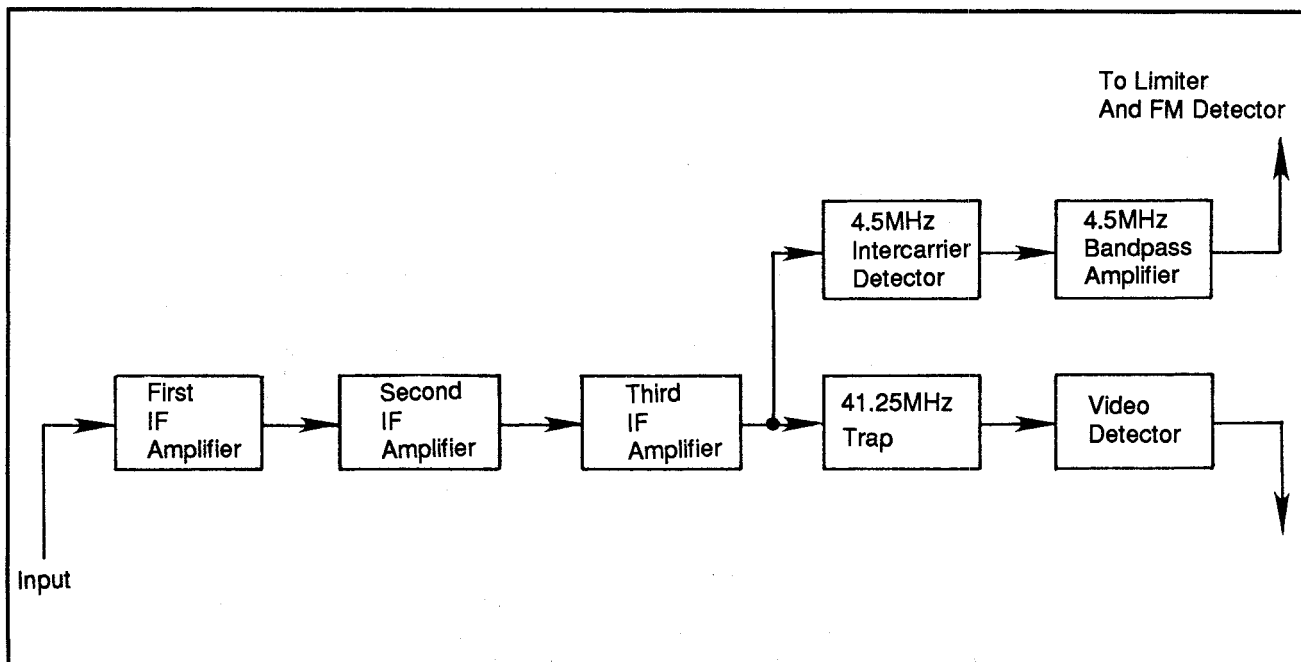 To Limiter
And FM Detector
4.5MHz
Intercarrier
Detector
4.5MHz
Bandpass
Amplifier
First
IF
Amplifier
Second
IF
Amplifier
Third
IF
Amplifier
41.25MHz
Trap
Video
Detector
Input